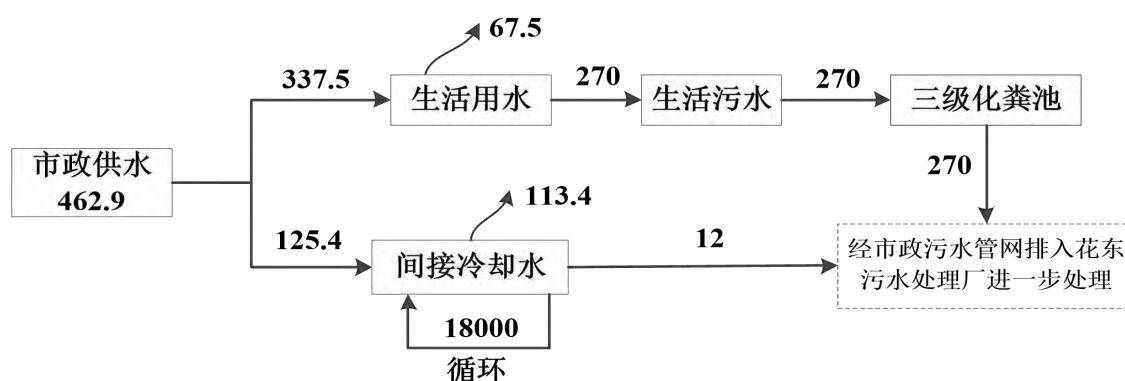 67.5
337.5
生活用水
270
生活污水
270
三级化粪池
市政供水
462.9
270
113.4
125.4
间接冷却水
12
经市政污水管网排入花东
污水处理厂进一步处理
18000
循环